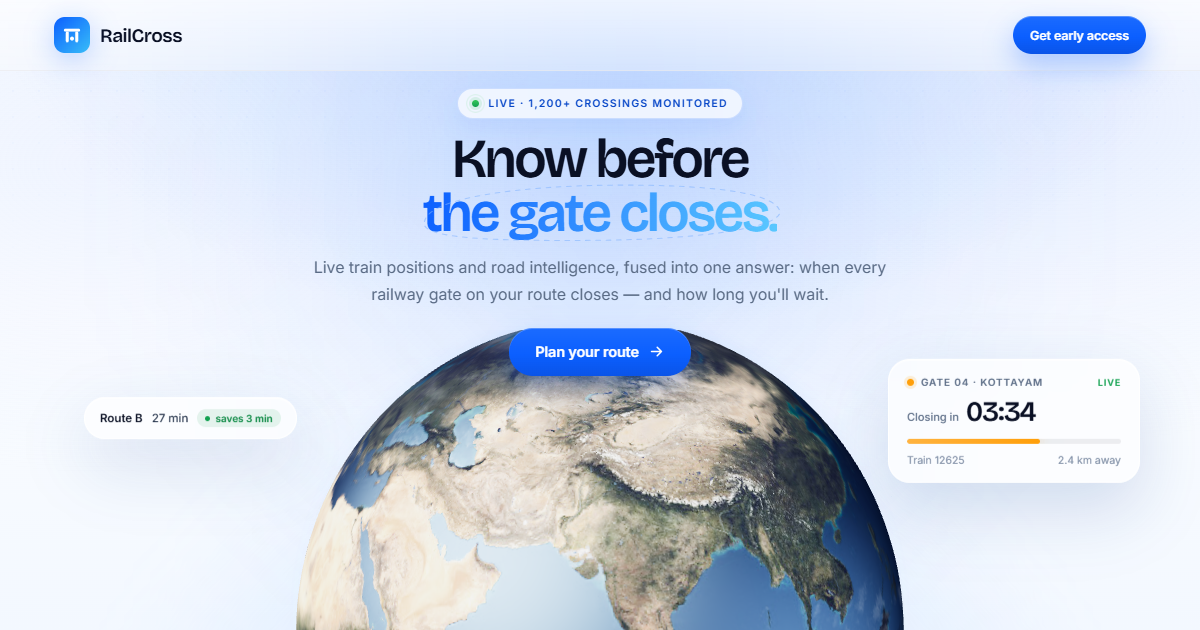 RailCross
Get early access
LIVE · 1,200+ CROSSINGS MONITORED
Know before
the gate closes.
Live train positions and road intelligence, fused into one answer: when every
railway gate on your route closes — and how long you'll wait.
Plan your route →
Route B 27 min saves 3 min
GATE 04 · KOTTAYAM LIVE
Closing in 03:34
Train 12625 2.4 km away